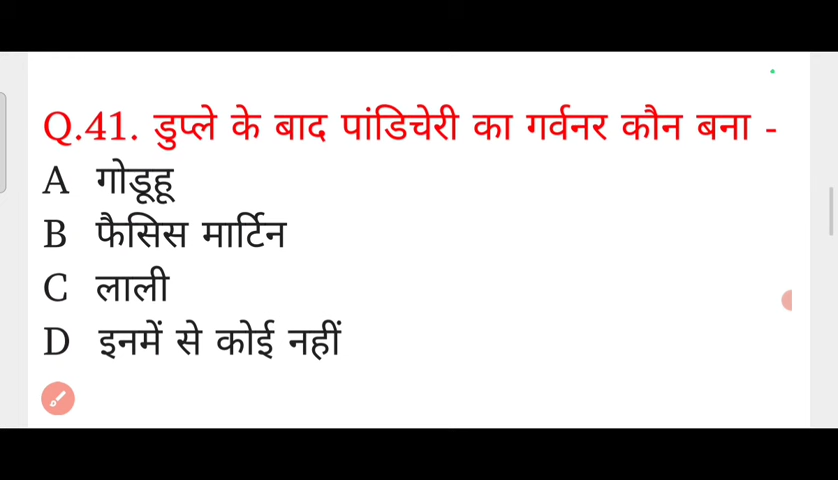 Q.41. डुप्ले के बाद पांडिचेरी का गर्वनर कौन बना -
A गोडूहू
B फैसिस मार्टिन
C लाली
D इनमें से कोई नहीं